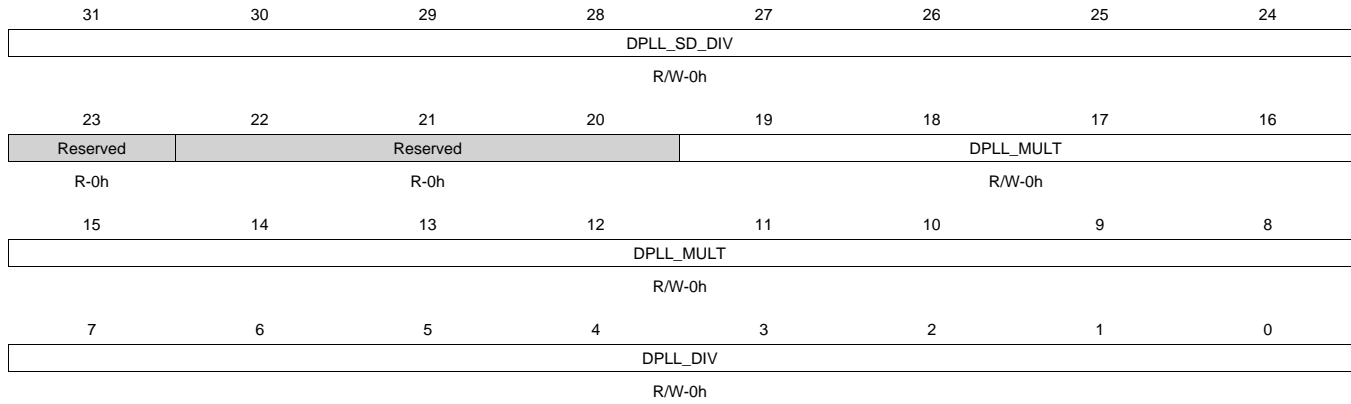 31 30 29 28 27 26 25 24
DPLL_SD_DIV
R/W-0h
23 22 21 20 19 18 17 16
Reserved Reserved DPLL_MULT
R-0h R-0h R/W-0h
15 14 13 12 11 10 9 8
DPLL_MULT
R/W-0h
7 6 5 4 3 2 1 0
DPLL_DIV
R/W-0h